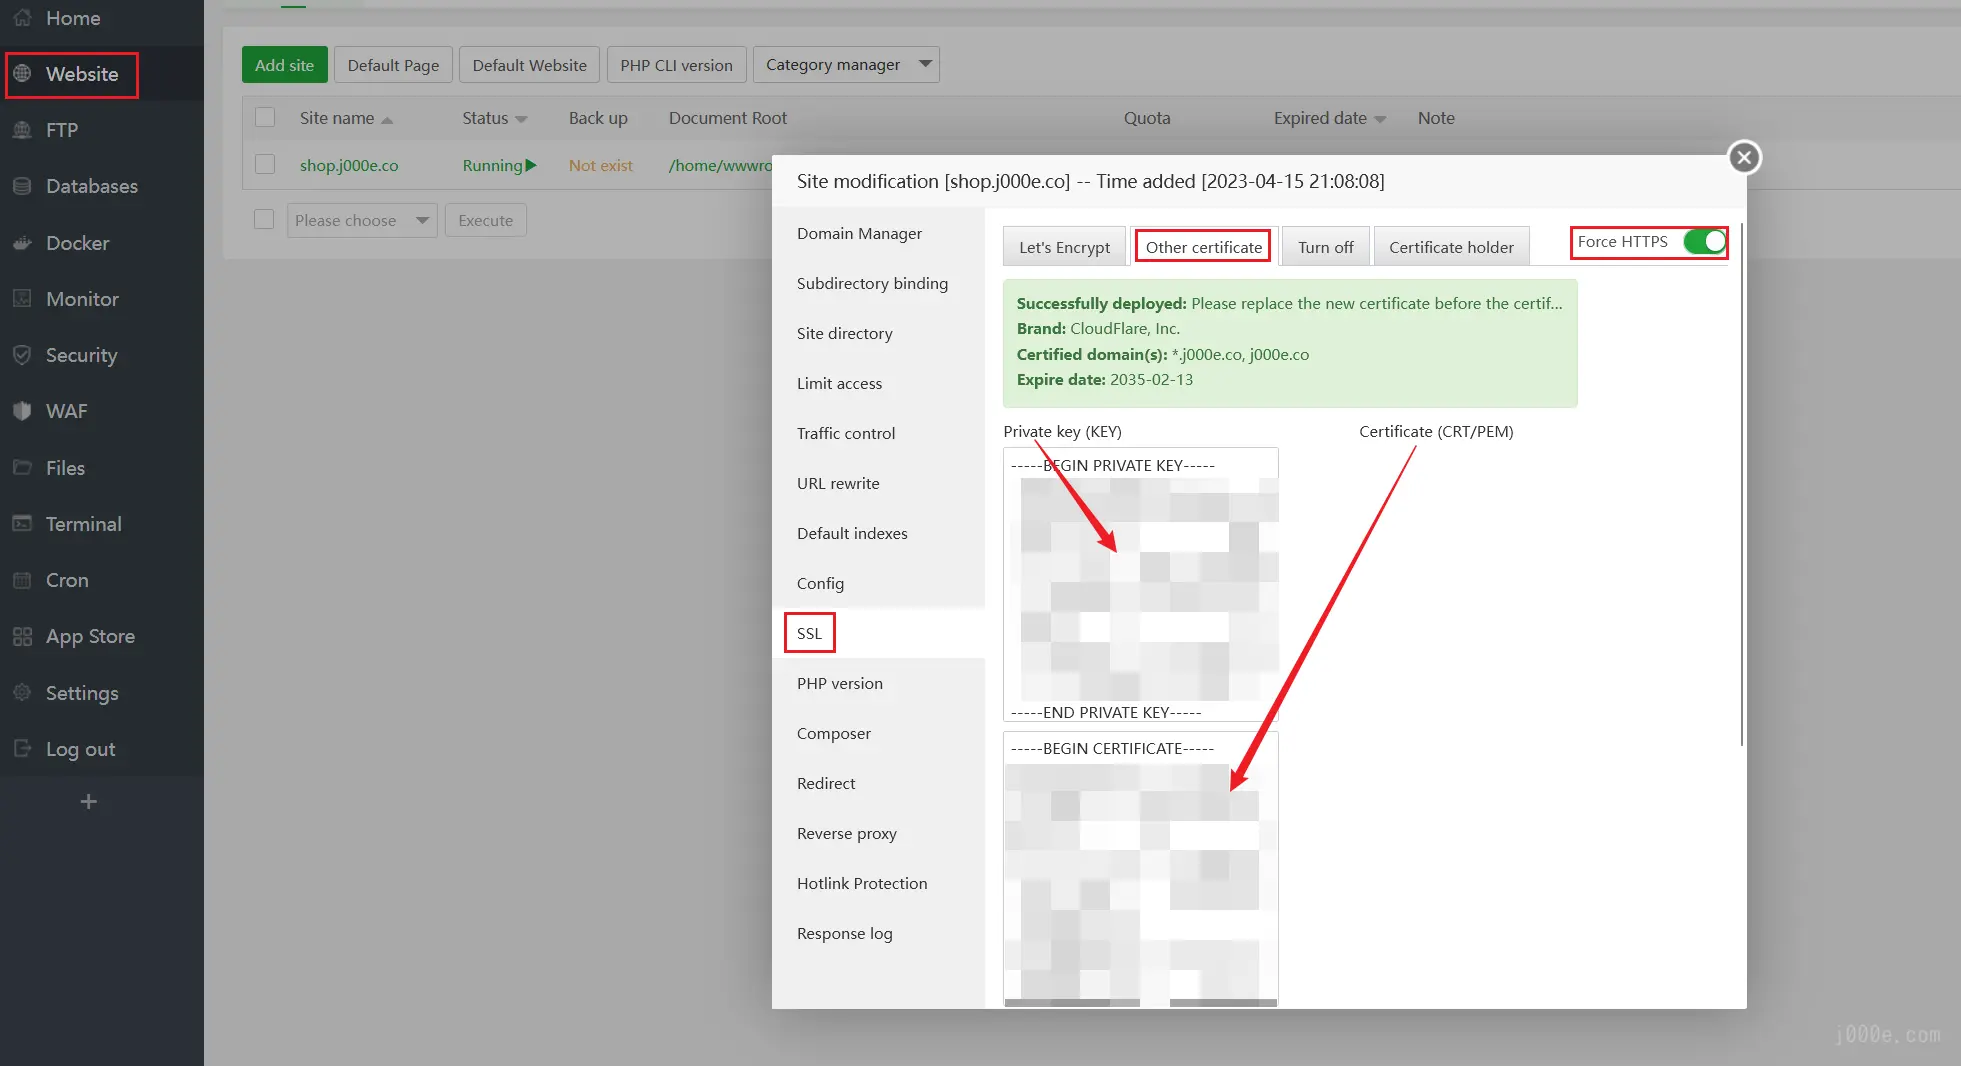 Home
Website
FTP
Databases
Docker
Monitor
Security
WAF
Files
Terminal
Cron
App Store
Settings
Log out
Add site
Default Page
Default Website
PHP CLI version
Category manager
Site name Status Back up Document Root Quota Expired date Note
shop.j000e.co Running Not exist /home/wwwro
Please choose Execute
Site modification [shop.j000e.co] -- Time added [2023-04-15 21:08:08]
Domain Manager
Subdirectory binding
Site directory
Limit access
Traffic control
URL rewrite
Default indexes
Config
SSL
PHP version
Composer
Redirect
Reverse proxy
Hotlink Protection
Response log
Let's Encrypt
Other certificate
Turn off
Certificate holder
Force HTTPS
Successfully deployed: Please replace the new certificate before the certif...
Brand: CloudFlare, Inc.
Certified domain(s): *.j000e.co, j000e.co
Expire date: 2035-02-13
Private key (KEY)
Certificate (CRT/PEM)
-----BEGIN PRIVATE KEY-----
-----END PRIVATE KEY-----
-----BEGIN CERTIFICATE-----
j000e.com